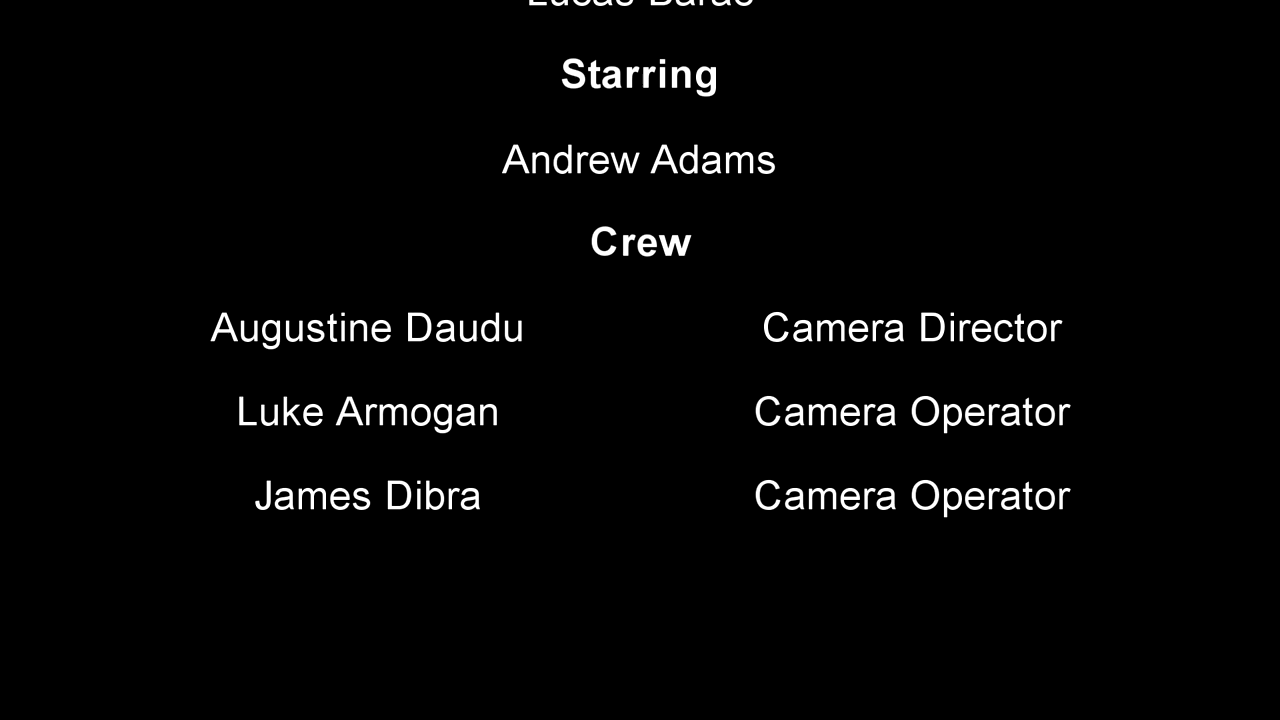 Starring
Andrew Adams
Crew
Augustine Daudu Camera Director
Luke Armogan Camera Operator
James Dibra Camera Operator